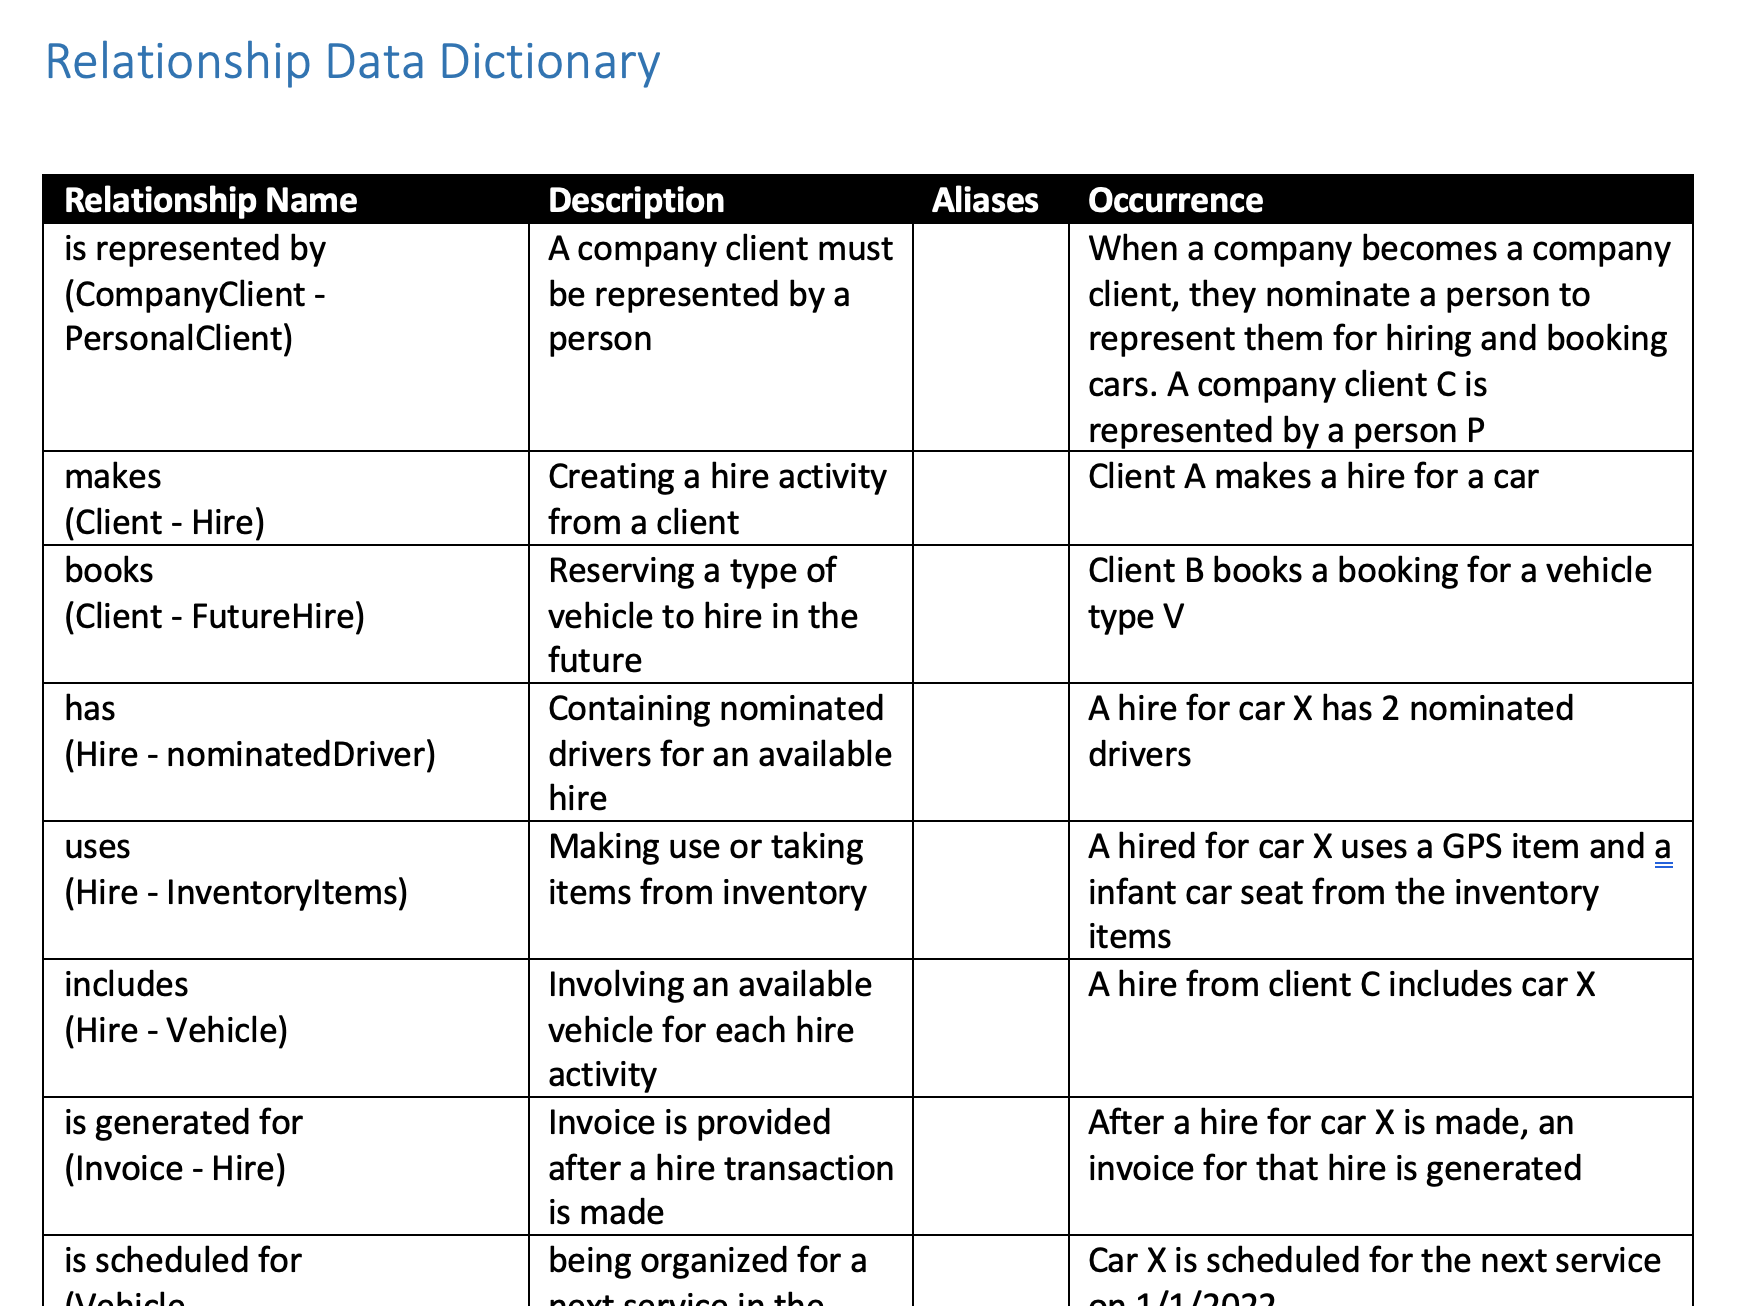 Relationship Data Dictionary
Relationship Name Description Aliases Occurrence
is represented by
(CompanyClient -
PersonalClient)
A company client must
be represented by a
person
When a company becomes a company
client, they nominate a person to
represent them for hiring and booking
cars. A company client C is
represented by a person P
makes
(Client - Hire)
Creating a hire activity
from a client
Client A makes a hire for a car
books
(Client - FutureHire)
Reserving a type of
vehicle to hire in the
future
Client B books a booking for a vehicle
type V
has
(Hire - nominatedDriver)
Containing nominated
drivers for an available
hire
A hire for car X has 2 nominated
drivers
uses
(Hire - InventoryItems)
Making use or taking
items from inventory
A hired for car X uses a GPS item and a
infant car seat from the inventory
items
includes
(Hire - Vehicle)
Involving an available
vehicle for each hire
activity
A hire from client C includes car X
is generated for
(Invoice - Hire)
Invoice is provided
after a hire transaction
is made
After a hire for car X is made, an
invoice for that hire is generated
is scheduled for
(Vehicle
being organized for a
next service in the
Car X is scheduled for the next service
on 1/1/2022